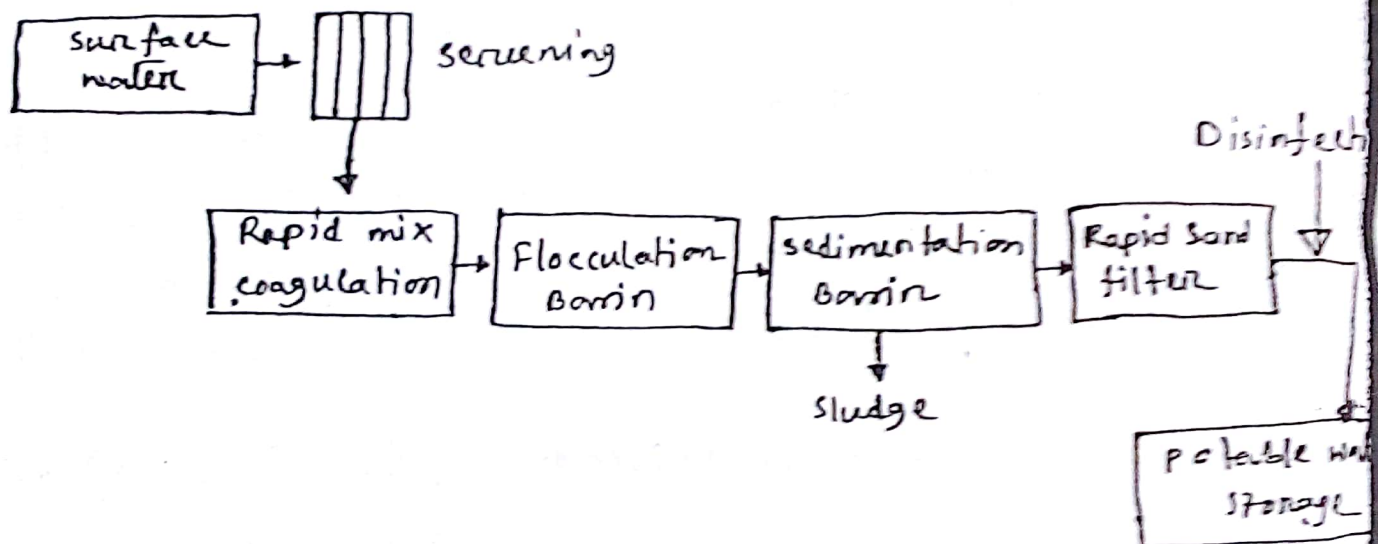 surface
water
screening
Rapid mix
coagulation
Flocculation
Basin
sedimentation
Basin
Rapid Sand
filter
Disinfect
sludge
potable
storage